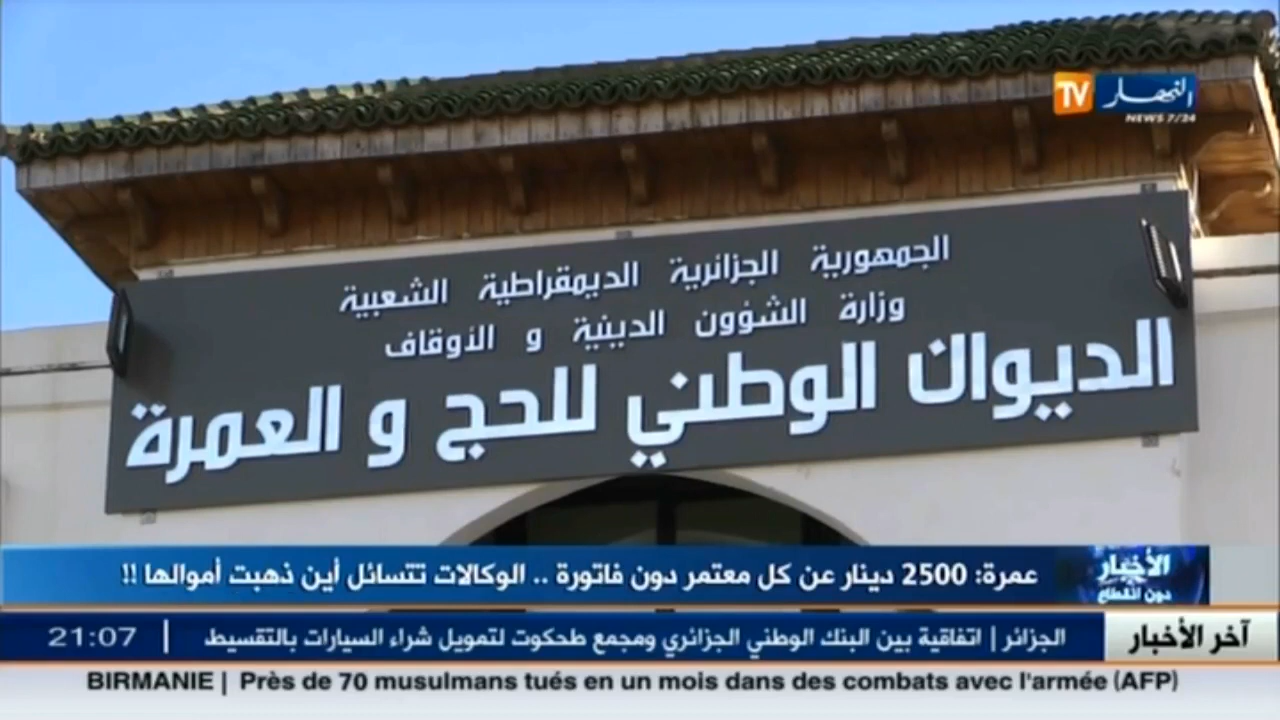 النهار TV
NEWS 7/24
الجمهورية الجزائرية الديمقراطية الشعبية
وزارة الشؤون الدينية و الأوقاف
الديوان الوطني للحج و العمرة
الأخبار
دون انقطاع
عمرة: 2500 دينار عن كل معتمر دون فاتورة .. الوكالات تتسائل أين ذهبت أموالها !!
آخر الأخبار
الجزائر | اتفاقية بين البنك الوطني الجزائري ومجمع طحكوت لتمويل شراء السيارات بالتقسيط
21:07
BIRMANIE | Près de 70 musulmans tués en un mois dans des combats avec l'armée (AFP)